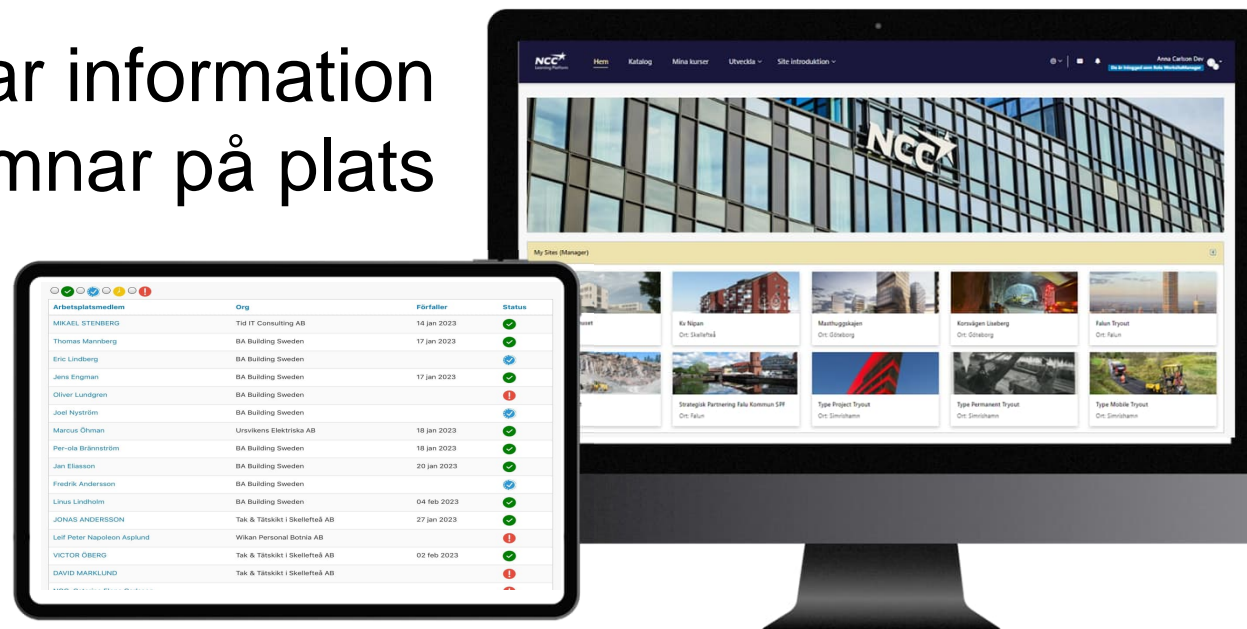 ar information
mnar på plats
NCC
Learning Platform
Hem
Katalog
Mina kurser
Utveckla
Site introduktion
Anna Carlson Dev
NCC
My Sites (Manager)
Kv Nipan
Ort: Skellefteå
Masthuggskajen
Ort: Göteborg
Korsvägen Liseberg
Ort: Göteborg
Falun Tryout
Ort: Falun
Strategisk Partnering Falu Kommun SPF
Ort: Falun
Type Project Tryout
Ort: Simrishamn
Type Permanent Tryout
Ort: Simrishamn
Type Mobile Tryout
Ort: Simrishamn
Arbetsplatsmedlem Org Förfaller Status
MIKAEL STENBERG Tid IT Consulting AB 14 jan 2023
Thomas Mannberg BA Building Sweden 17 jan 2023
Eric Lindberg BA Building Sweden
Jens Engman BA Building Sweden 17 jan 2023
Oliver Lundgren BA Building Sweden
Joel Nyström BA Building Sweden
Marcus Öhman Ursvikens Elektriska AB 18 jan 2023
Per-ola Brännström BA Building Sweden 18 jan 2023
Jan Eliasson BA Building Sweden 20 jan 2023
Fredrik Andersson BA Building Sweden
Linus Lindholm BA Building Sweden 04 feb 2023
JONAS ANDERSSON Tak & Tätskikt i Skellefteå AB 27 jan 2023
Leif Peter Napoleon Asplund Wikan Personal Botnia AB
VICTOR ÖBERG Tak & Tätskikt i Skellefteå AB 02 feb 2023
DAVID MARKLUND Tak & Tätskikt i Skellefteå AB